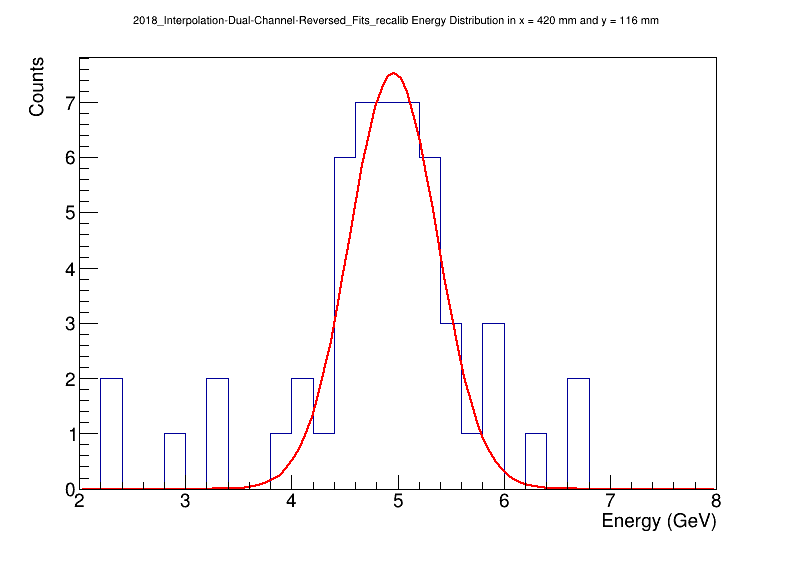 2018_Interpolation-Dual-Channel-Reversed_Fits_recalib Energy Distribution in x = 420 mm and y = 116 mm
Counts
7
6
5
4
3
2
1
0
2 3 4 5 6 7 8
Energy (GeV)